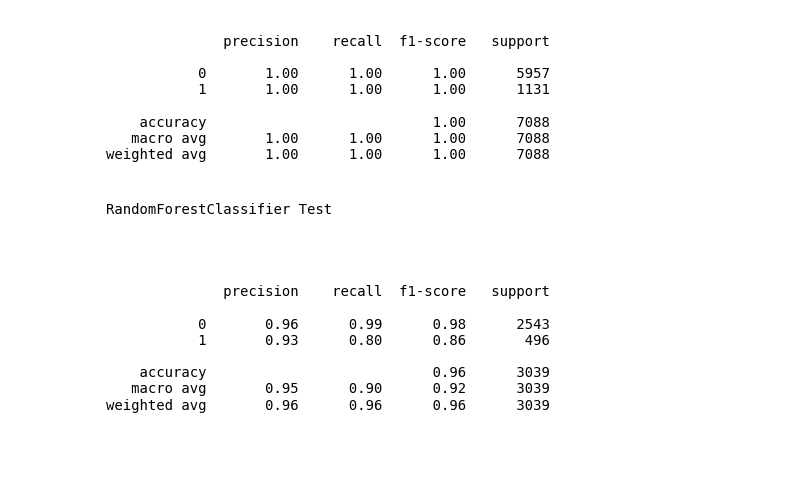 precision recall f1-score support
0 1.00 1.00 1.00 5957
1 1.00 1.00 1.00 1131
accuracy 1.00 7088
macro avg 1.00 1.00 1.00 7088
weighted avg 1.00 1.00 1.00 7088
RandomForestClassifier Test
precision recall f1-score support
0 0.96 0.99 0.98 2543
1 0.93 0.80 0.86 496
accuracy 0.96 3039
macro avg 0.95 0.90 0.92 3039
weighted avg 0.96 0.96 0.96 3039